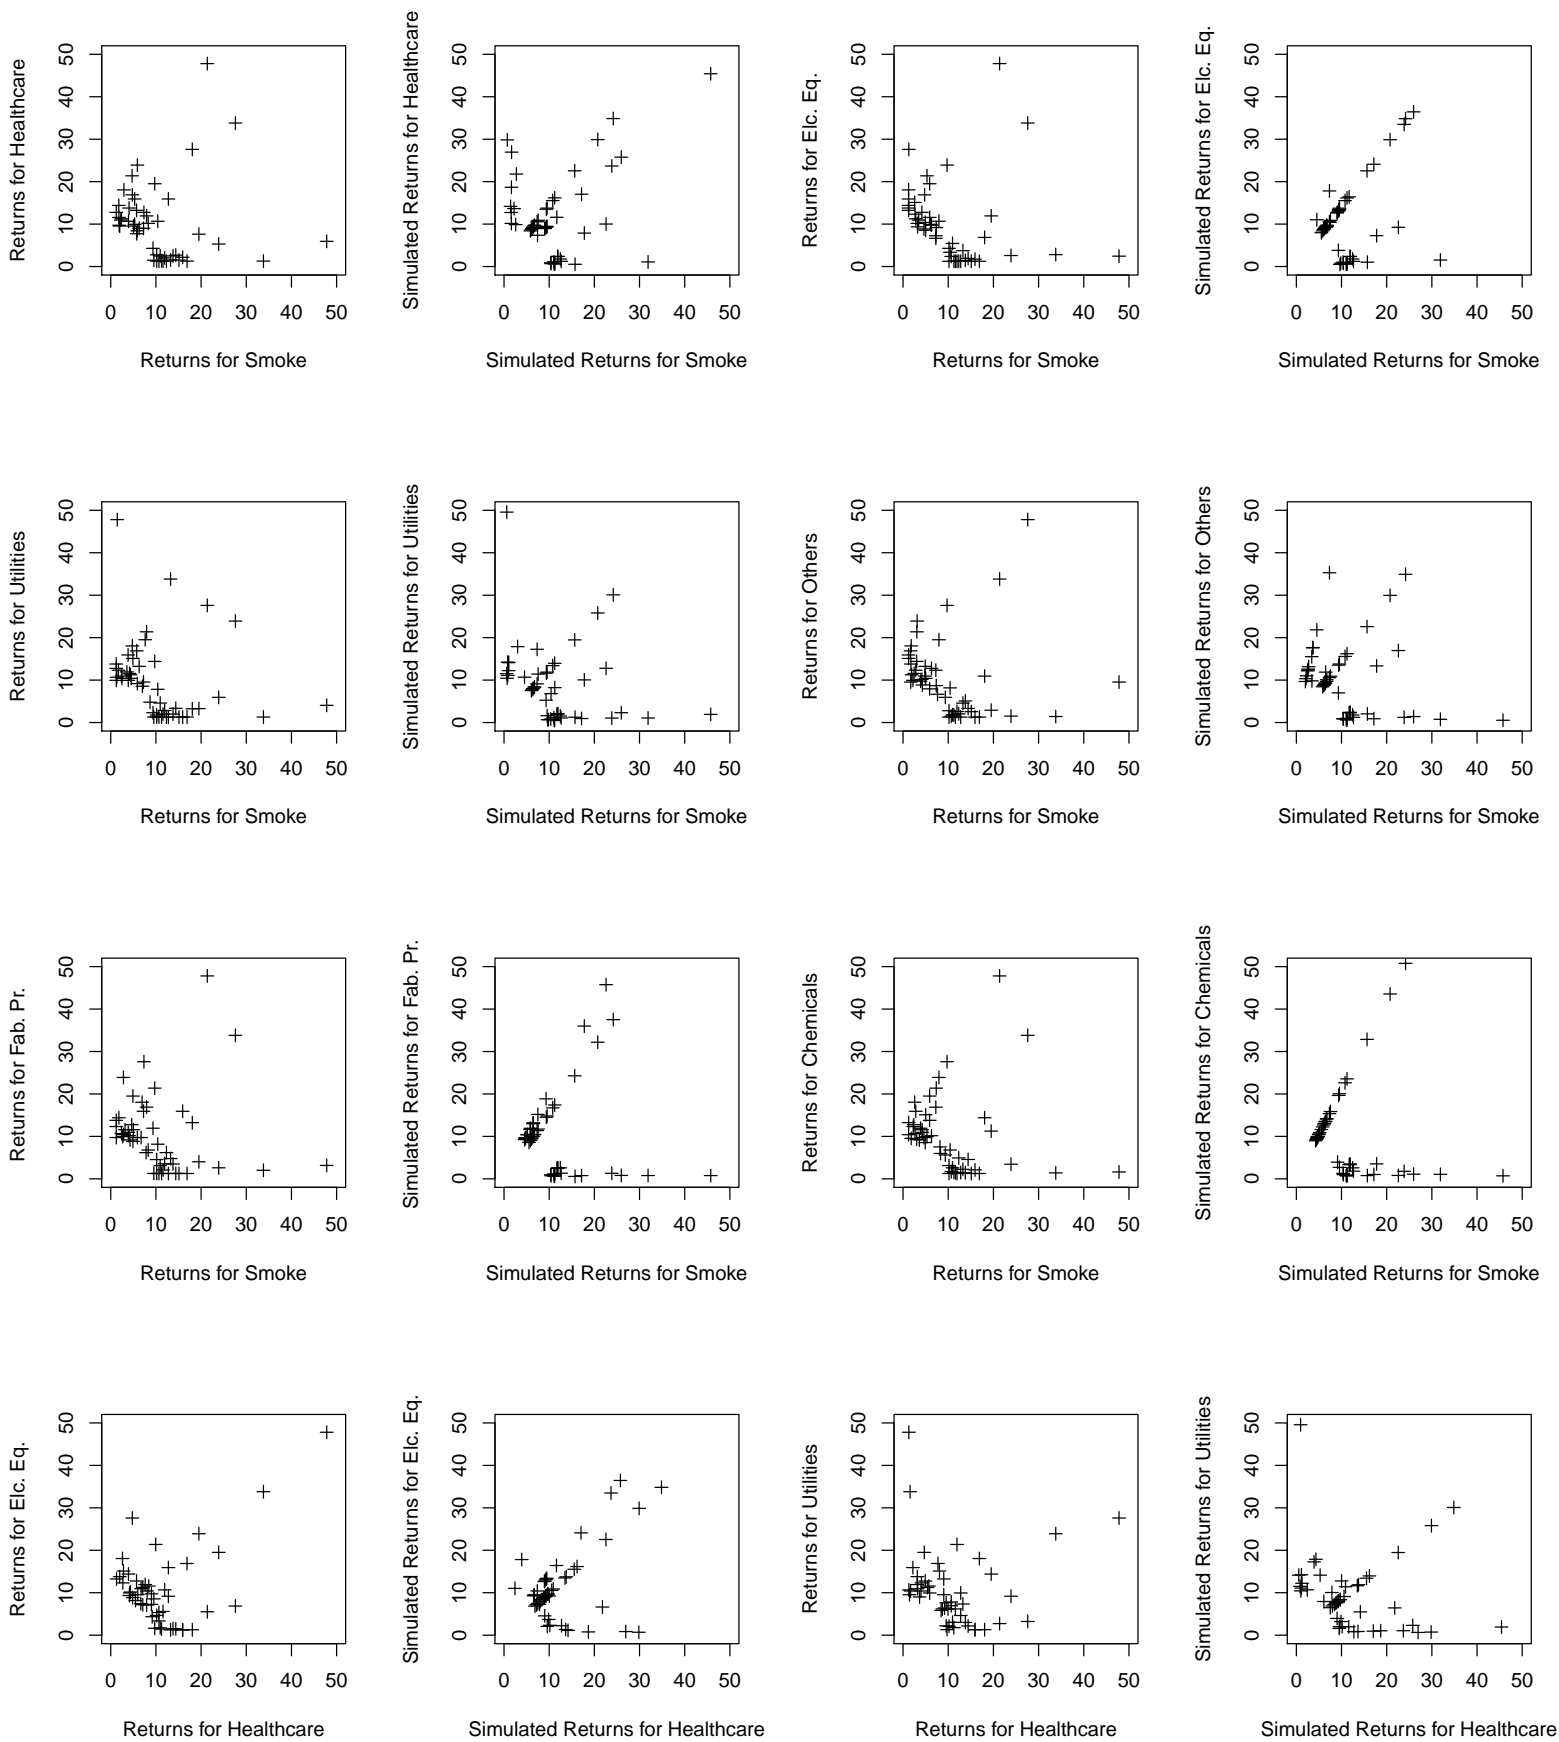 Returns for Healthcare
0 10 20 30 40 50
0 10 20 30 40 50
Returns for Smoke
Simulated Returns for Healthcare
0 10 20 30 40 50
0 10 20 30 40 50
Simulated Returns for Smoke
Returns for Elc. Eq.
0 10 20 30 40 50
0 10 20 30 40 50
Returns for Smoke
Simulated Returns for Elc. Eq.
0 10 20 30 40 50
0 10 20 30 40 50
Simulated Returns for Smoke
Returns for Utilities
0 10 20 30 40 50
0 10 20 30 40 50
Returns for Smoke
Simulated Returns for Utilities
0 10 20 30 40 50
0 10 20 30 40 50
Simulated Returns for Smoke
Returns for Others
0 10 20 30 40 50
0 10 20 30 40 50
Returns for Smoke
Simulated Returns for Others
0 10 20 30 40 50
0 10 20 30 40 50
Simulated Returns for Smoke
Returns for Fab. Pr.
0 10 20 30 40 50
0 10 20 30 40 50
Returns for Smoke
Simulated Returns for Fab. Pr.
0 10 20 30 40 50
0 10 20 30 40 50
Simulated Returns for Smoke
Returns for Chemicals
0 10 20 30 40 50
0 10 20 30 40 50
Returns for Smoke
Simulated Returns for Chemicals
0 10 20 30 40 50
0 10 20 30 40 50
Simulated Returns for Smoke
Returns for Elc. Eq.
0 10 20 30 40 50
0 10 20 30 40 50
Returns for Healthcare
Simulated Returns for Elc. Eq.
0 10 20 30 40 50
0 10 20 30 40 50
Simulated Returns for Healthcare
Returns for Utilities
0 10 20 30 40 50
0 10 20 30 40 50
Returns for Healthcare
Simulated Returns for Utilities
0 10 20 30 40 50
0 10 20 30 40 50
Simulated Returns for Healthcare